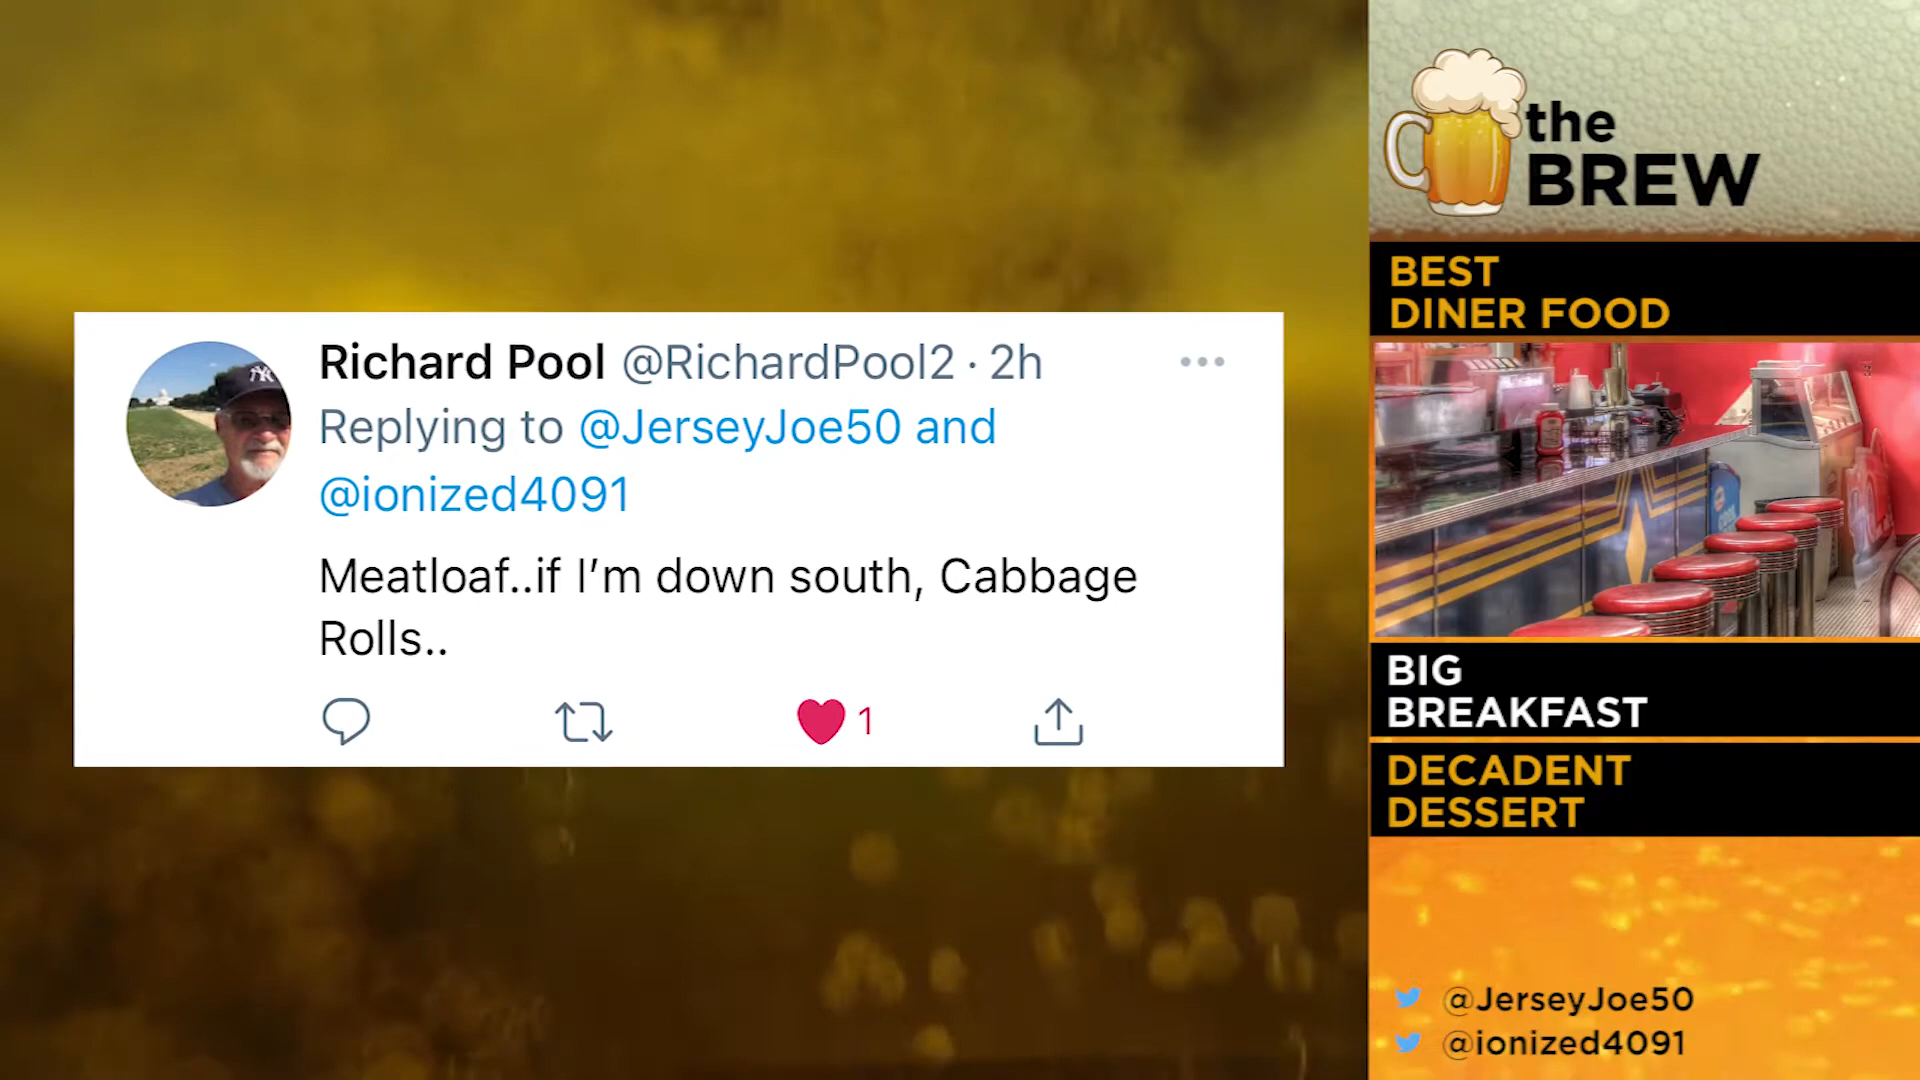 Richard Pool @RichardPool2 · 2h
Replying to @JerseyJoe50 and
@ionized4091
Meatloaf..if I’m down south, Cabbage
Rolls..
1
the
BREW
BEST
DINER FOOD
BIG
BREAKFAST
DECADENT
DESSERT
@JerseyJoe50
@ionized4091